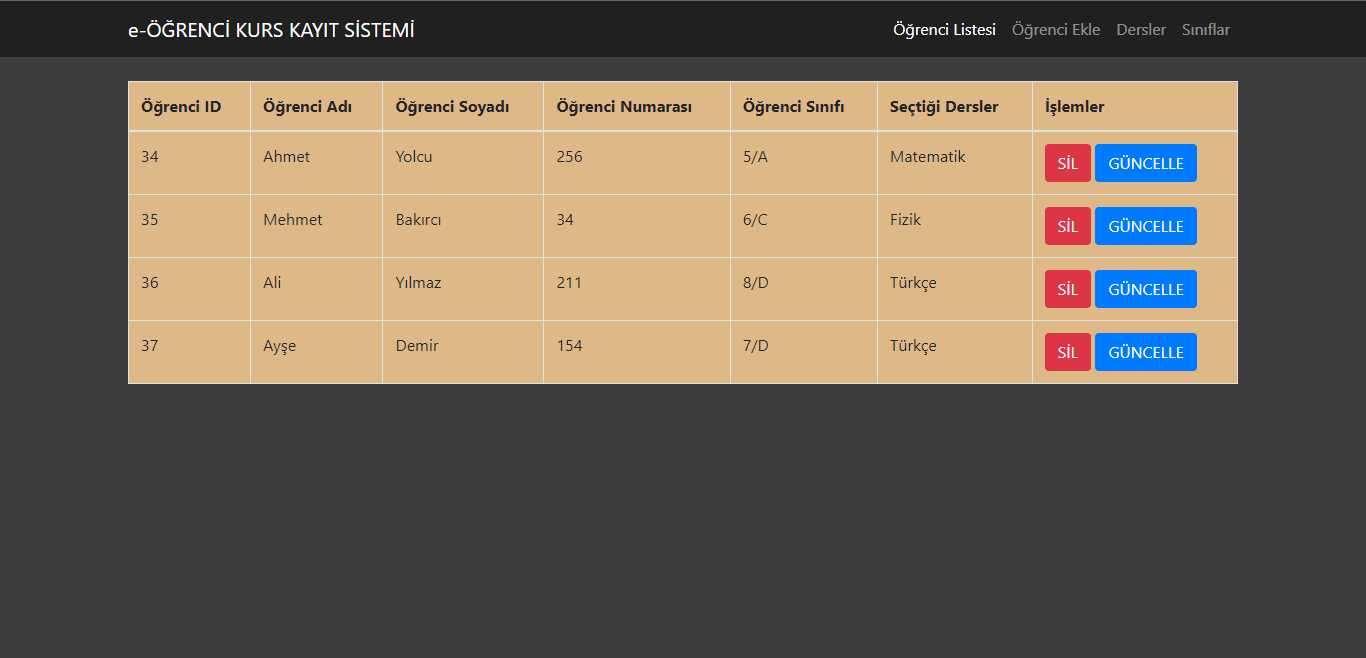 e-ÖĞRENCİ KURS KAYIT SİSTEMİ Öğrenci Listesi Öğrenci Ekle Dersler Sınıflar
Öğrenci ID Öğrenci Adı Öğrenci Soyadı Öğrenci Numarası Öğrenci Sınıfı Seçtiği Dersler İşlemler
34 Ahmet Yolcu 256 5/A Matematik SİL GÜNCELLE
35 Mehmet Bakırcı 34 6/C Fizik SİL GÜNCELLE
36 Ali Yılmaz 211 8/D Türkçe SİL GÜNCELLE
37 Ayşe Demir 154 7/D Türkçe SİL GÜNCELLE